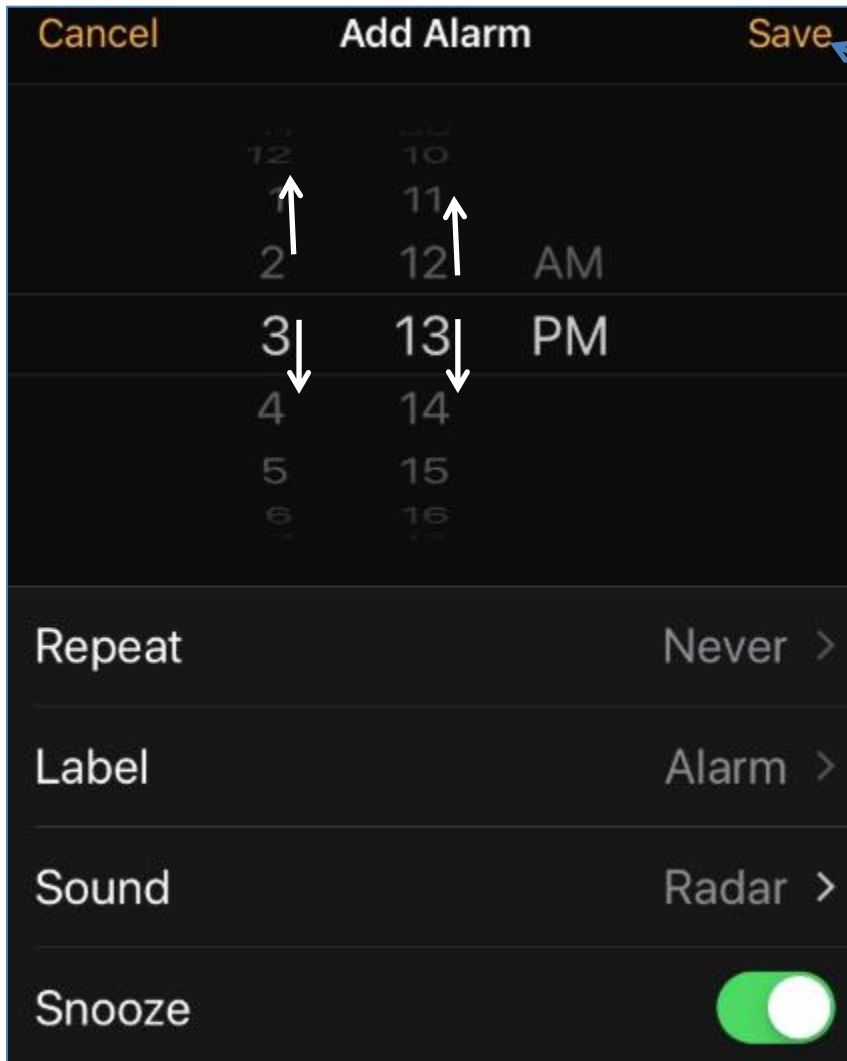 Cancel Add Alarm Save
12 10
1 11
2 12 AM
3 13 PM
4 14
5 15
6 16
Repeat Never >
Label Alarm >
Sound Radar >
Snooze